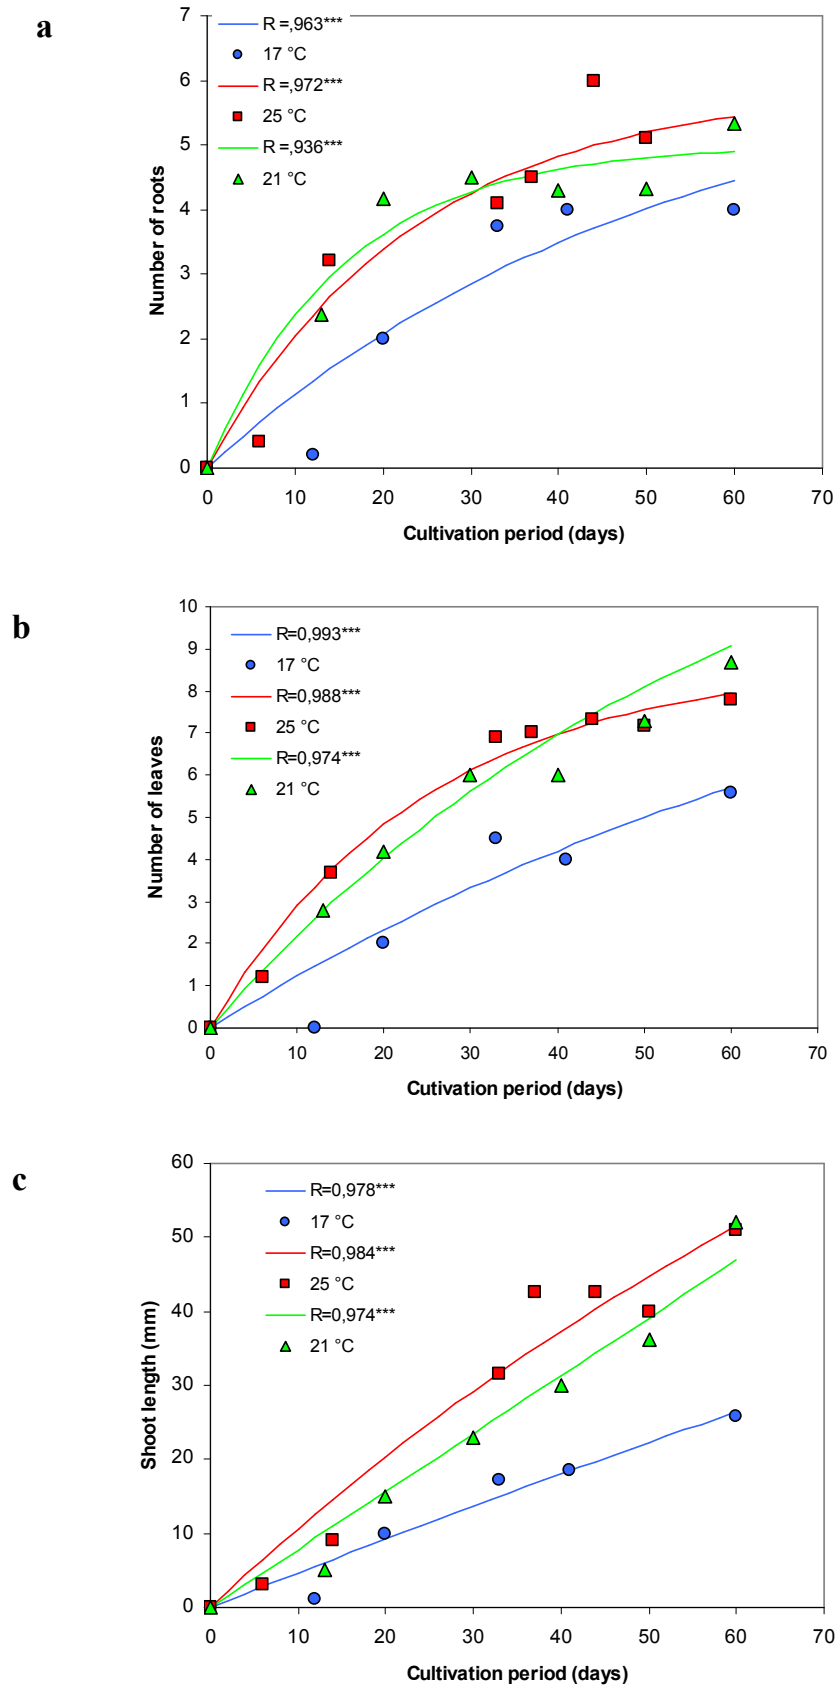 a
7
6
5
4
3
2
1
0
Number of roots
R =,963***
17 °C
R =,972***
25 °C
R =,936***
21 °C
0 10 20 30 40 50 60 70
Cultivation period (days)
b
10
9
8
7
6
5
4
3
2
1
0
Number of leaves
R=0,993***
17 °C
R=0,988***
25 °C
R=0,974***
21 °C
0 10 20 30 40 50 60 70
Cutivation period (days)
c
60
50
40
30
20
10
0
Shoot length (mm)
R=0,978***
17 °C
R=0,984***
25 °C
R=0,974***
21 °C
0 10 20 30 40 50 60 70
Cultivation period (days)